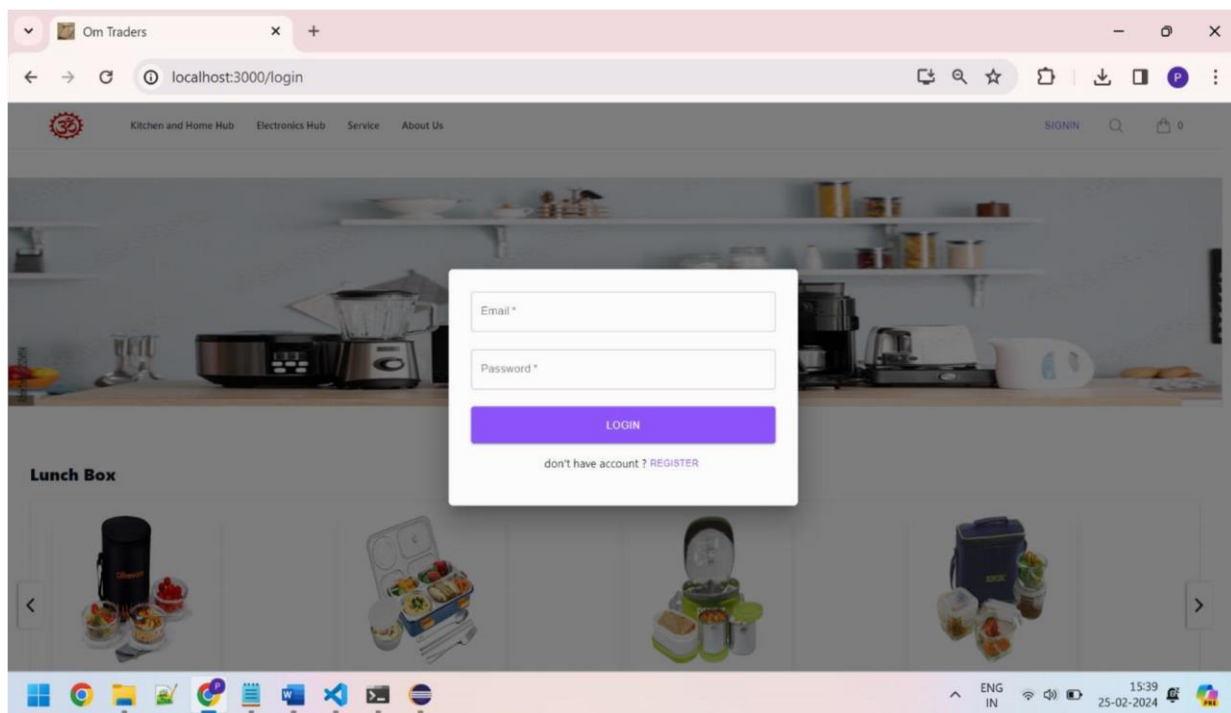 Om Traders
localhost:3000/login
P
ॐ
Kitchen and Home Hub Electronics Hub Service About Us
SIGNIN 0
Email *
Password *
LOGIN
don't have account ? REGISTER
Lunch Box
ENG
IN
15:39
25-02-2024
P
W
PRE